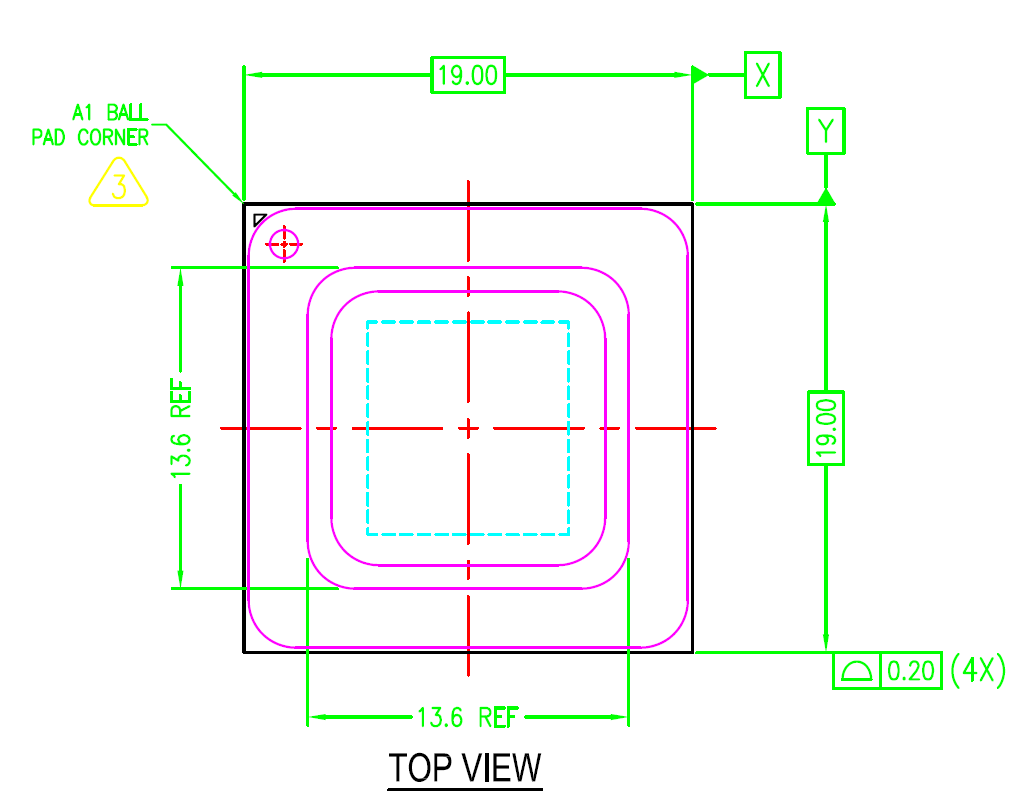 19.00
X
A1 BALL
PAD CORNER
3
Y
13.6 REF
19.00
0.20 (4X)
13.6 REF
TOP VIEW